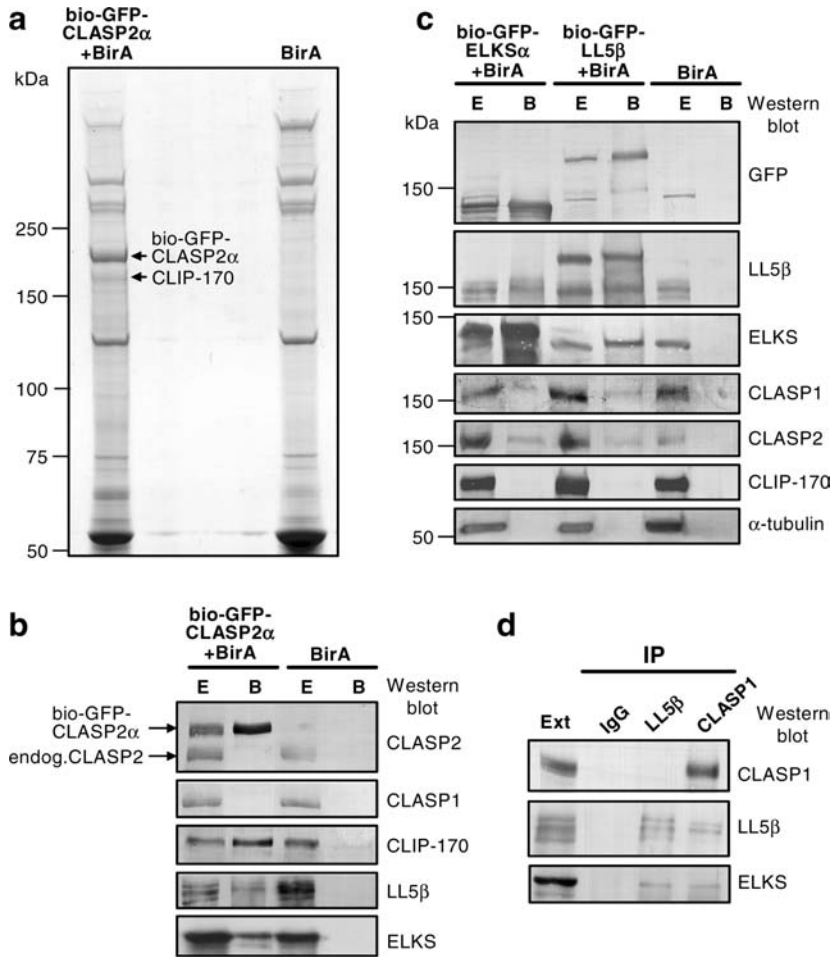 a
bio-GFP-
CLASP2α
+BirA
BirA
kDa
250
150
100
75
50
bio-GFP-
CLASP2α
CLIP-170
b
bio-GFP-
CLASP2α
+BirA
BirA
E B E B
Western
blot
bio-GFP-
CLASP2α
endog.CLASP2
CLASP2
CLASP1
CLIP-170
LL5β
ELKS
c
bio-GFP-
ELKSα
+BirA
bio-GFP-
LL5β
+BirA
BirA
E B E B E B
Western
blot
kDa
150
GFP
150
LL5β
150
ELKS
150
CLASP1
150
CLASP2
CLIP-170
50
α-tubulin
d
IP
Ext IgG LL5β CLASP1
Western
blot
CLASP1
LL5β
ELKS